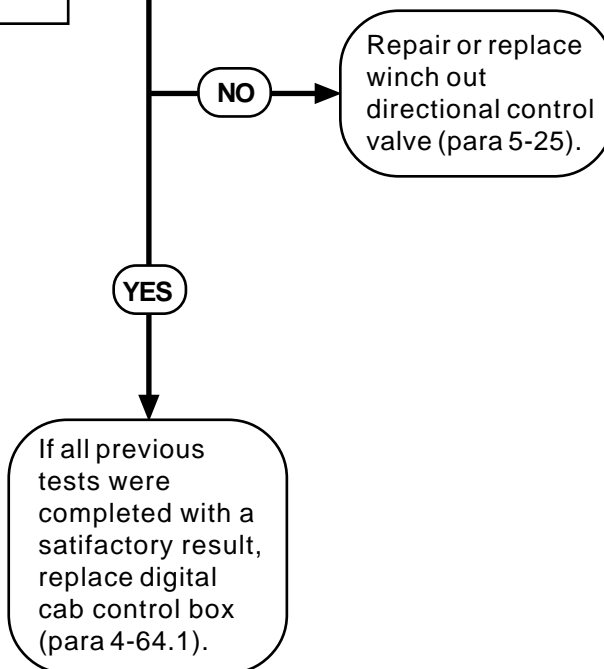 NO
Repair or replace
winch out
directional control
valve (para 5-25).
YES
If all previous
tests were
completed with a
satifactory result,
replace digital
cab control box
(para 4-64.1).